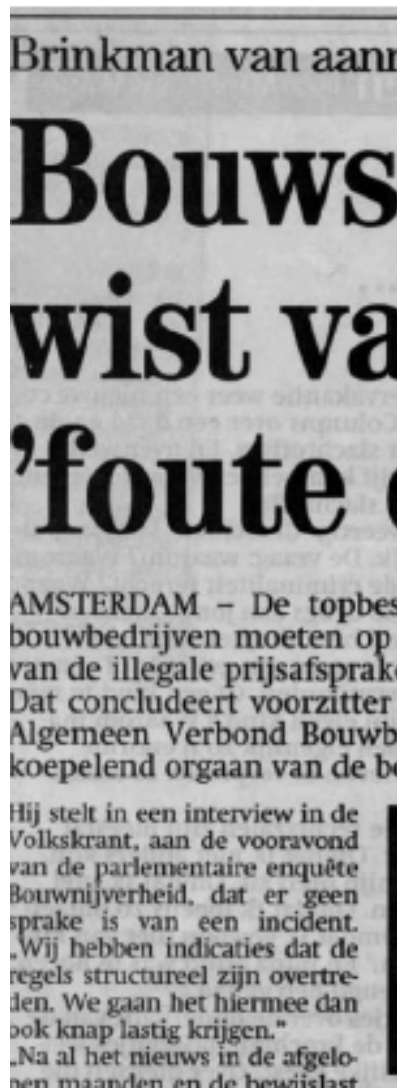 Brinkman van aann
Bouws
wist va
’foute
AMSTERDAM – De topbes
bouwbedrijven moeten op
van de illegale prijsafsprake
Dat concludeert voorzitter
Algemeen Verbond Bouwb
koepelend orgaan van de bo
Hij stelt in een interview in de
Volkskrant, aan de vooravond
van de parlementaire enquête
Bouwnijverheid, dat er geen
sprake is van een incident.
„Wij hebben indicaties dat de
regels structureel zijn overtre-
den. We gaan het hiermee dan
ook knap lastig krijgen.”
„Na al het nieuws in de afgelo-
pen maanden en de bewijslast